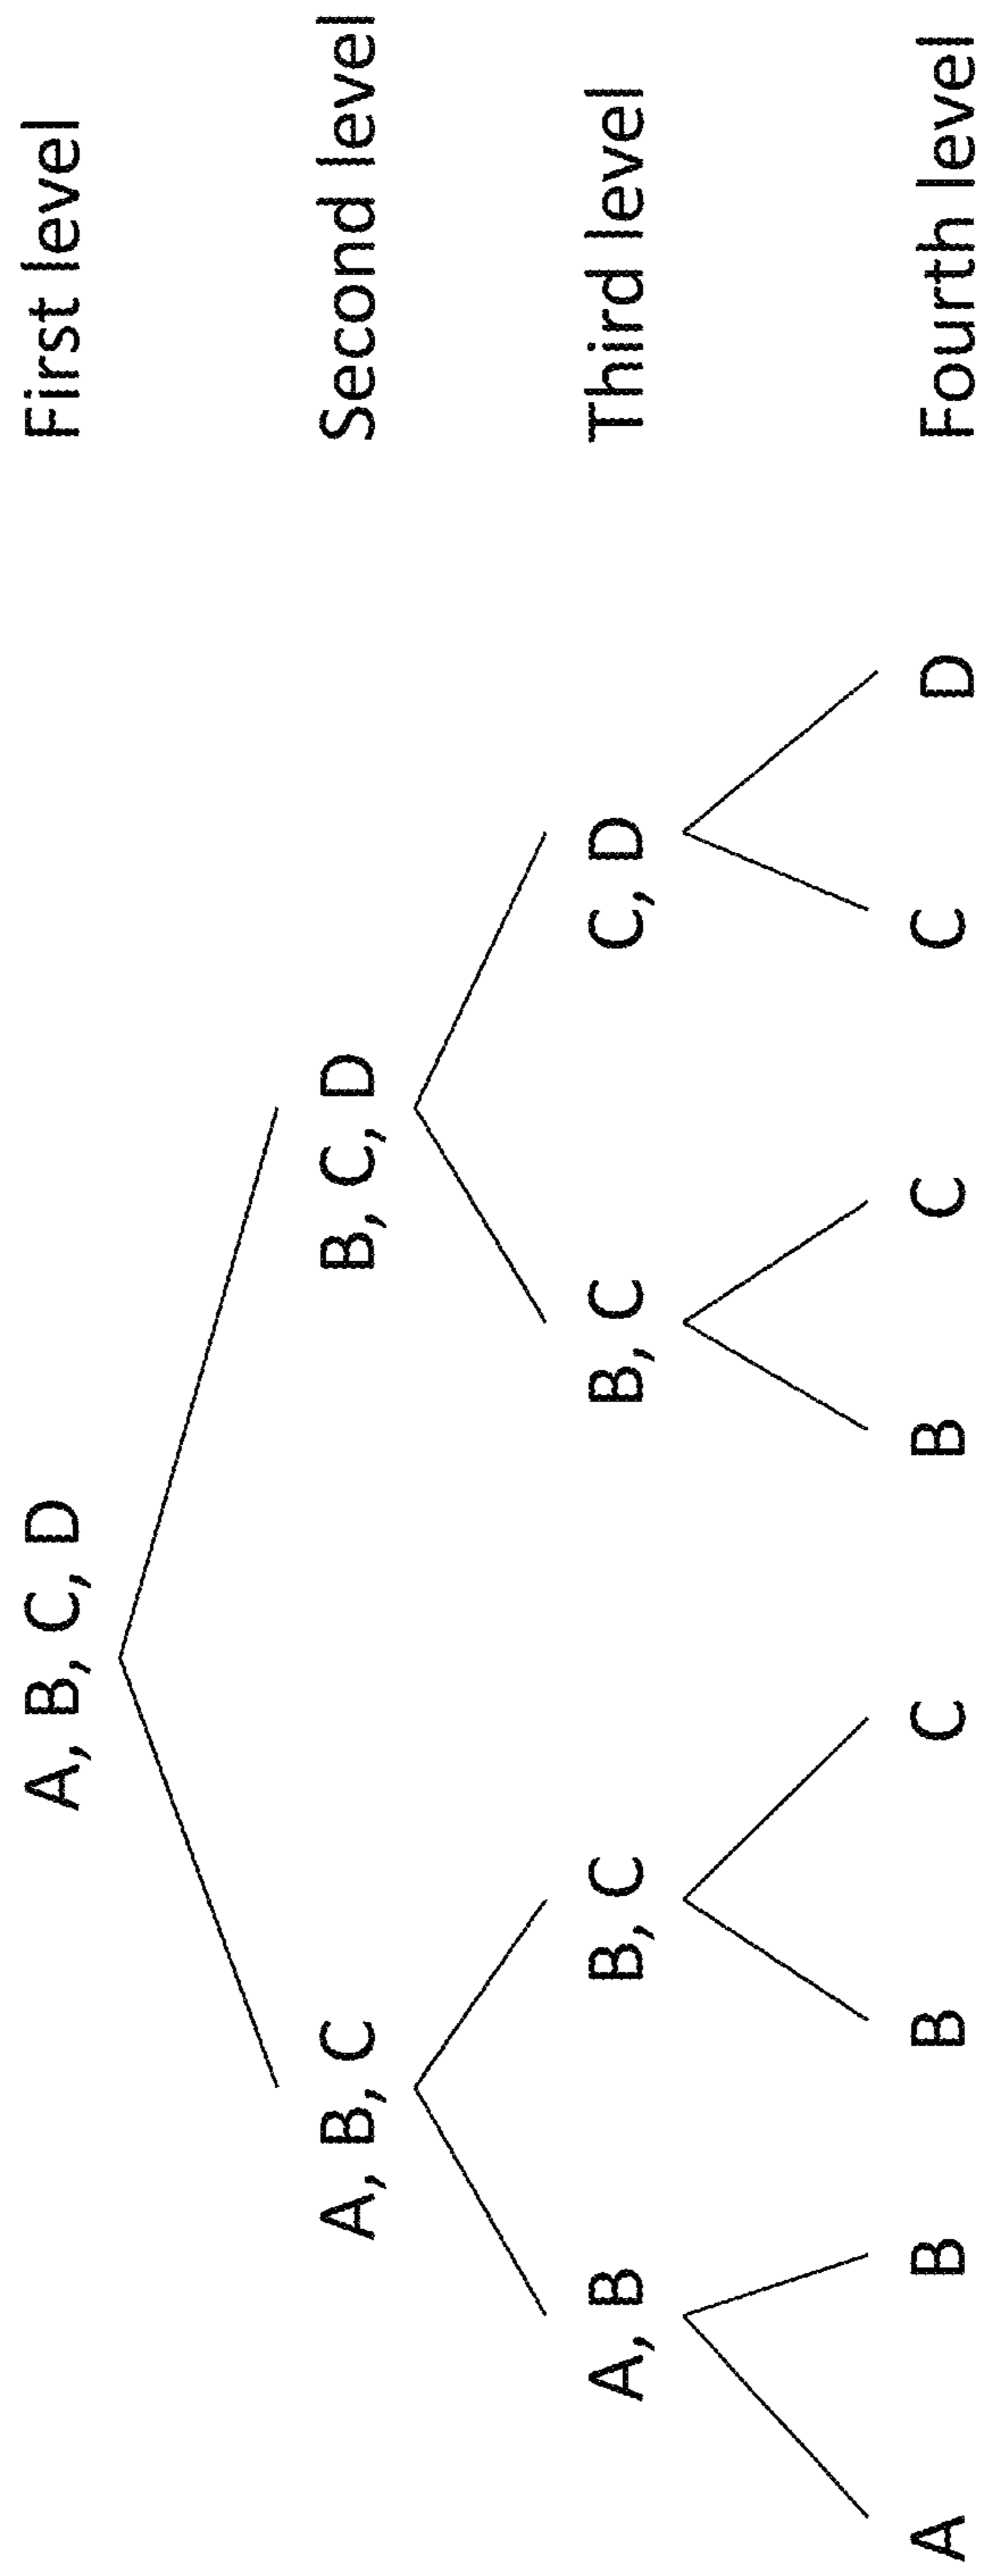 A, B, C, D First level
A, B, C B, C, D Second level
A, B B, C B, C C, D Third level
A B B C B C C D Fourth level